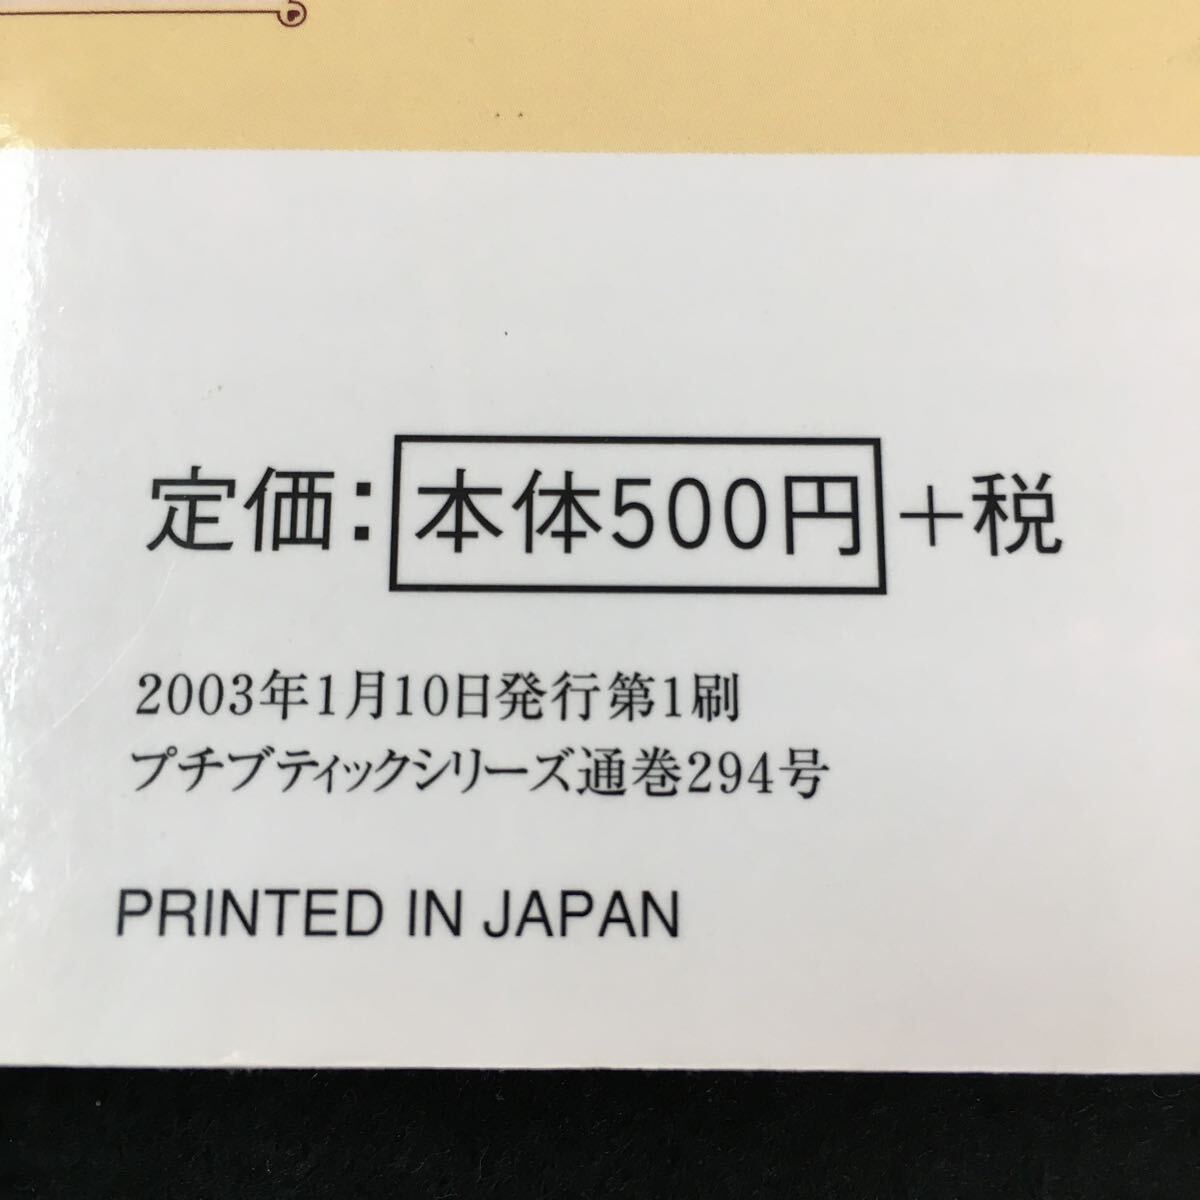 定価：本体500円＋税
2003年1月10日発行第1刷
プチブティックシリーズ通巻294号
PRINTED IN JAPAN